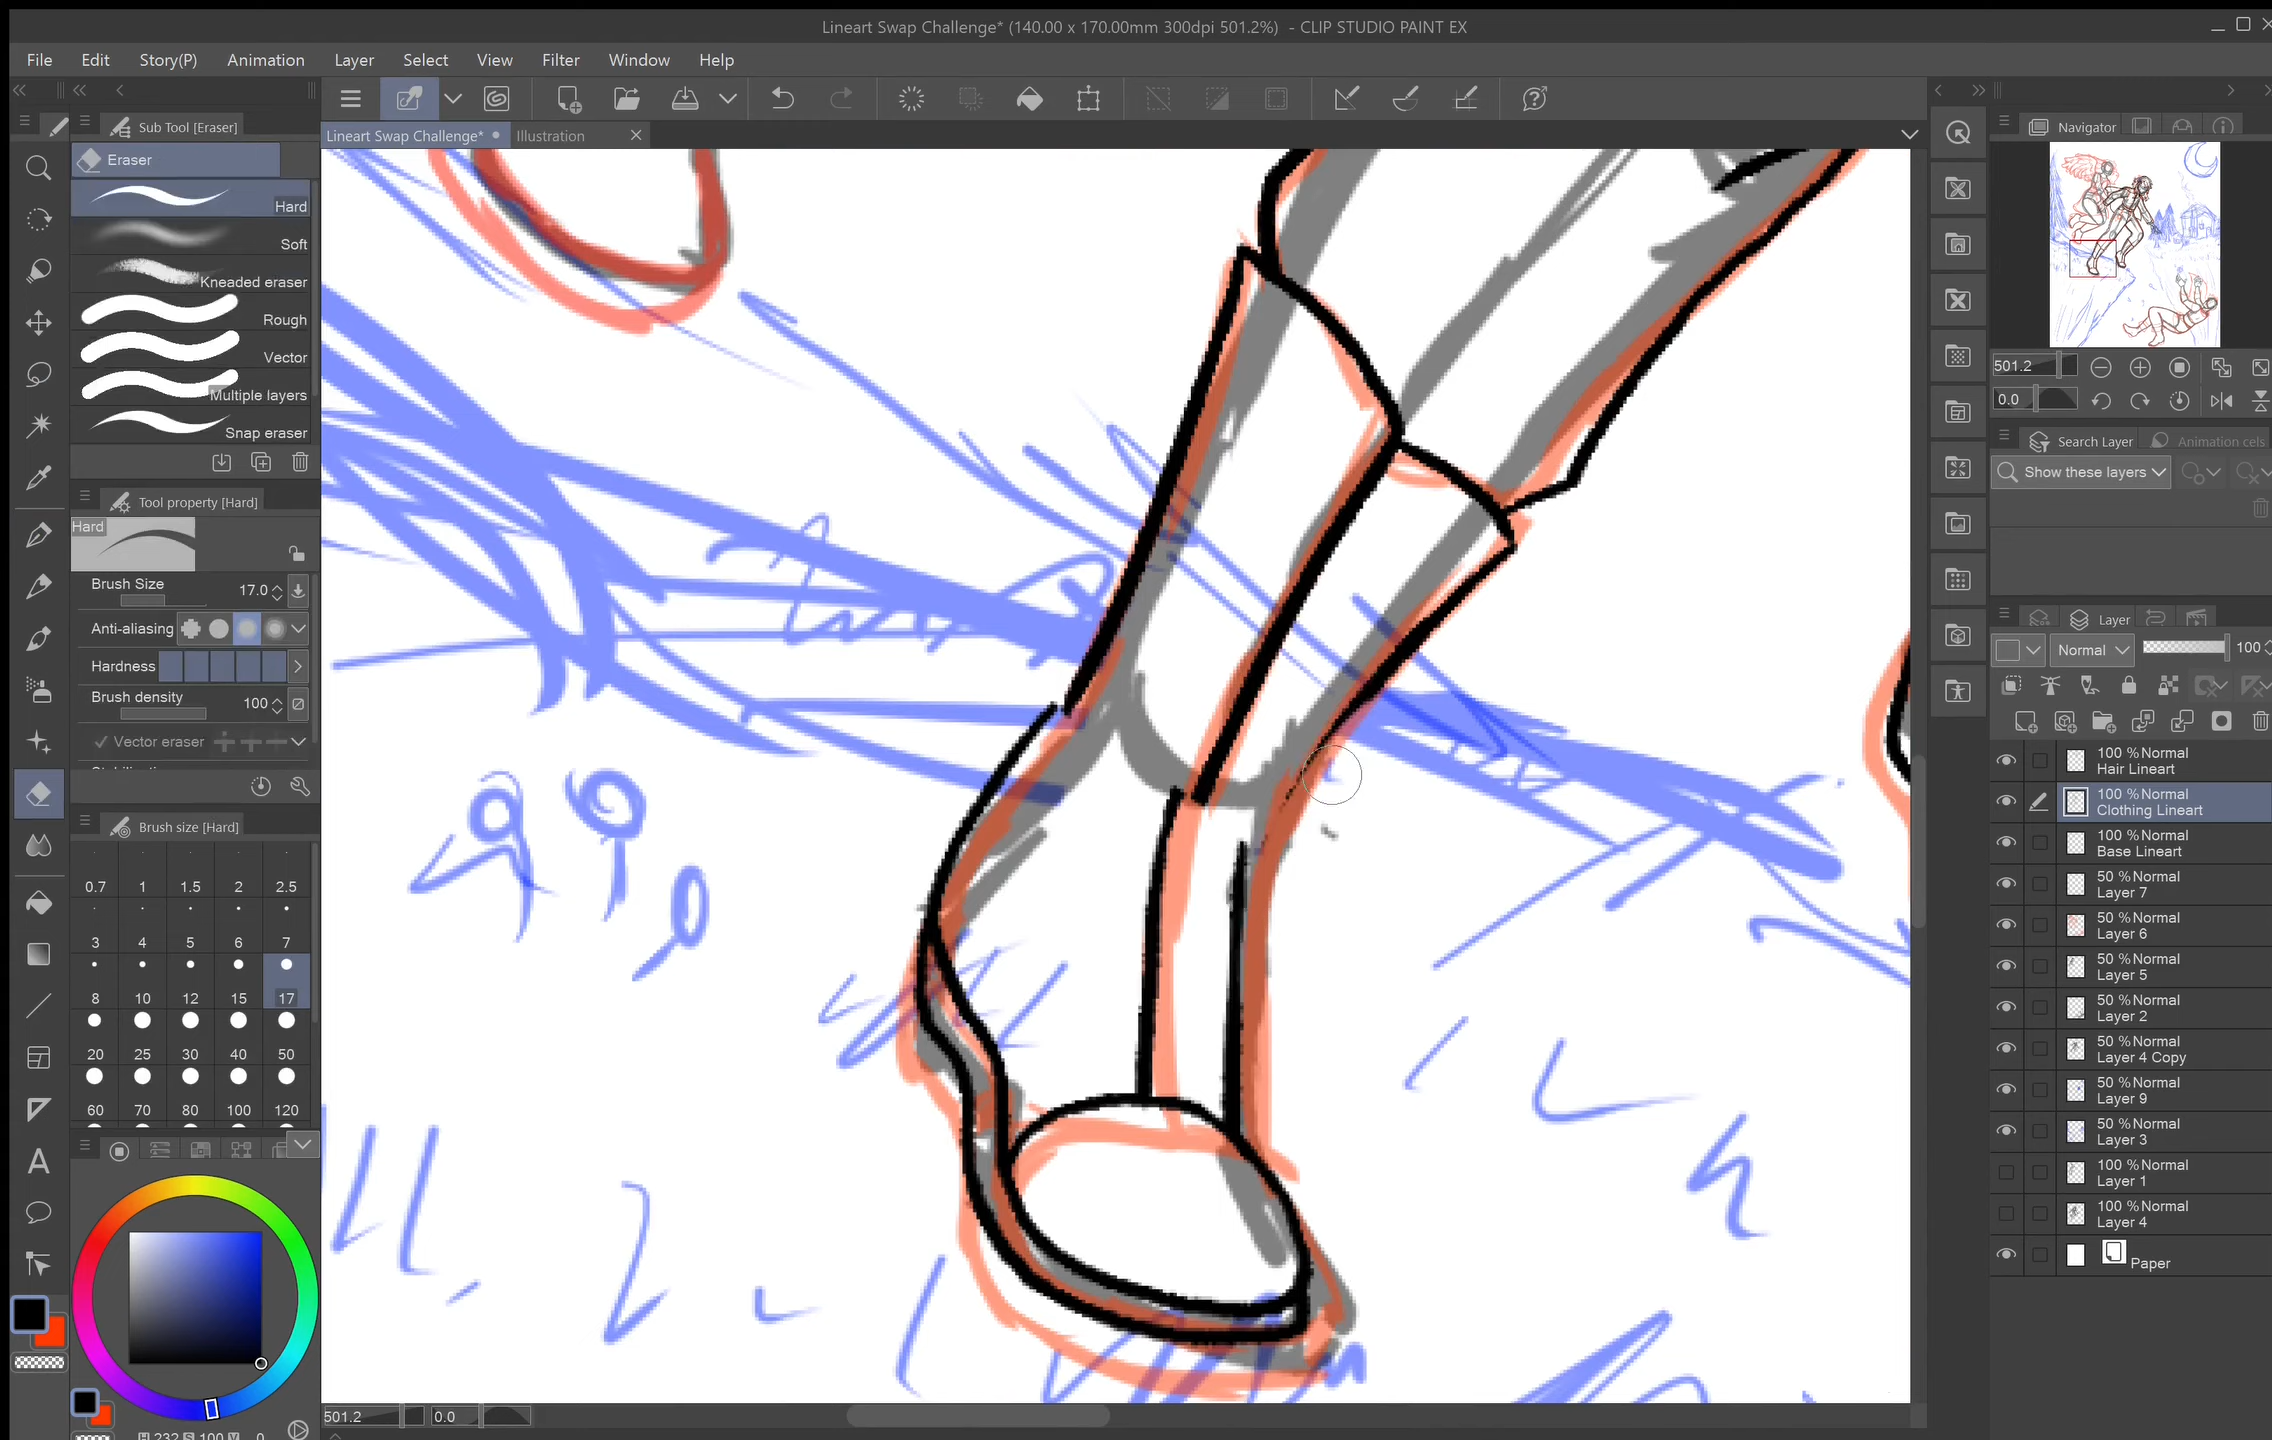 Lineart Swap Challenge* (140.00 x 170.00mm 300dpi 501.2%) - CLIP STUDIO PAINT EX
File Edit Story(P) Animation Layer Select View Filter Window Help
Sub Tool [Eraser]
Lineart Swap Challenge* Illustration
Eraser
Hard
Soft
Kneaded eraser
Rough
Vector
Multiple layers
Snap eraser
Tool property [Hard]
Hard
Brush Size 17.0
Anti-aliasing
Hardness
Brush density 100
Vector eraser
Brush size [Hard]
0.7 1 1.5 2 2.5
3 4 5 6 7
8 10 12 15 17
20 25 30 40 50
60 70 80 100 120
H 232 S 100 V 0
501.2 0.0
Navigator
501.2
0.0
Search Layer Animation cels
Show these layers
Layer
Normal 100
100 %Normal
Hair Lineart
100 %Normal
Clothing Lineart
100 %Normal
Base Lineart
50 %Normal
Layer 7
50 %Normal
Layer 6
50 %Normal
Layer 5
50 %Normal
Layer 2
50 %Normal
Layer 4 Copy
50 %Normal
Layer 9
50 %Normal
Layer 3
100 %Normal
Layer 1
100 %Normal
Layer 4
Paper